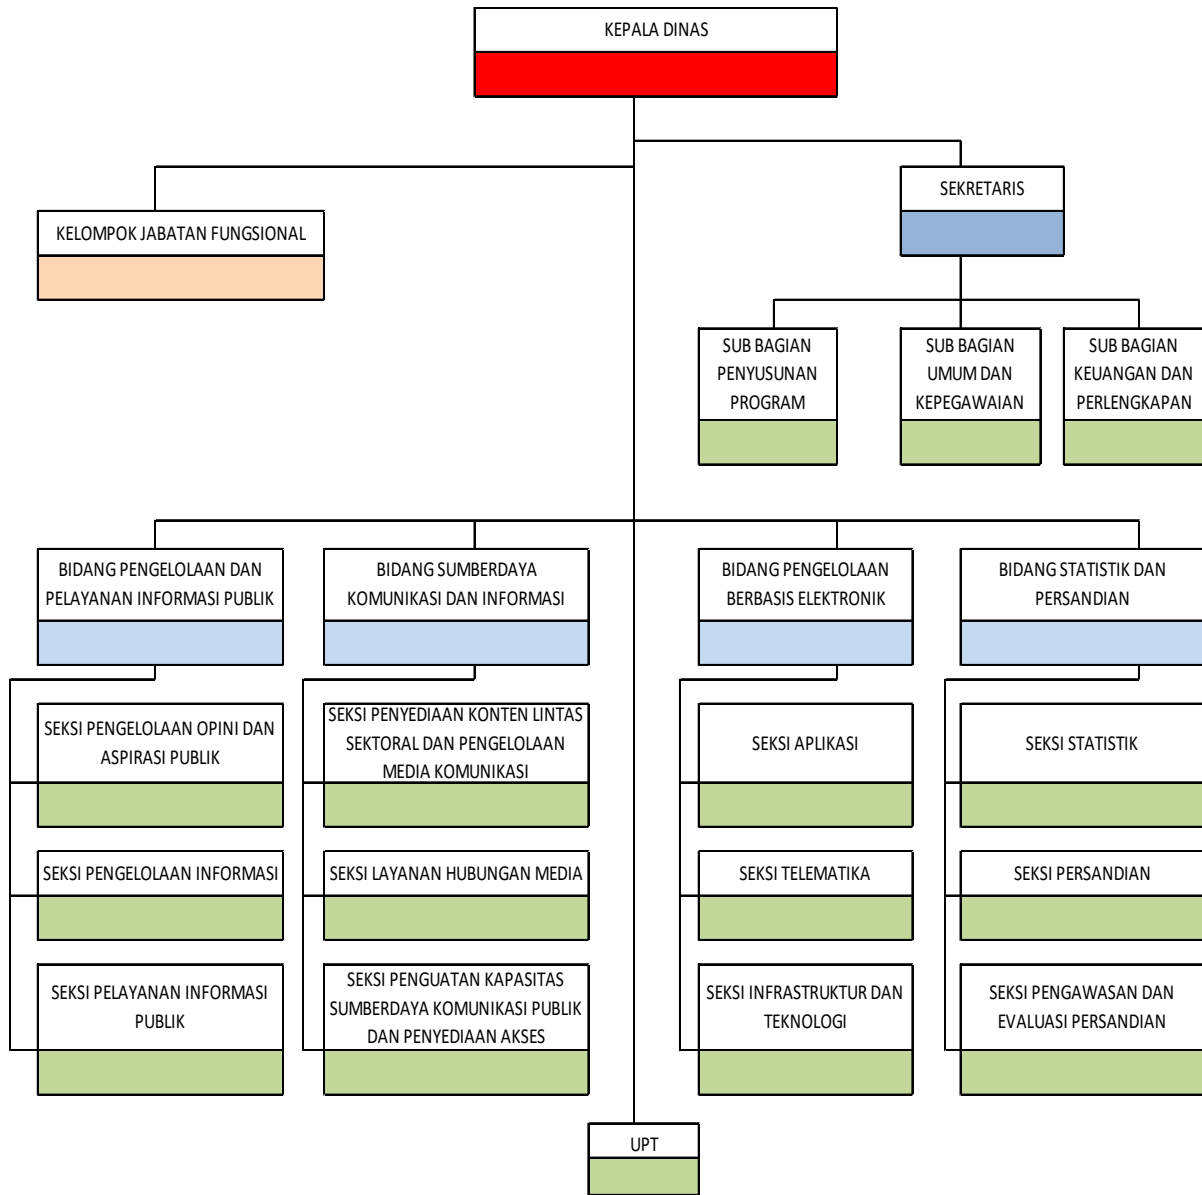 KEPALA DINAS
SEKRETARIS
KELOMPOK JABATAN FUNGSIONAL
SUB BAGIAN
PENYUSUNAN
PROGRAM
SUB BAGIAN
UMUM DAN
KEPEGAWAIAN
SUB BAGIAN
KEUANGAN DAN
PERLENGKAPAN
BIDANG PENGELOLAAN DAN
PELAYANAN INFORMASI PUBLIK
BIDANG SUMBERDAYA
KOMUNIKASI DAN INFORMASI
BIDANG PENGELOLAAN
BERBASIS ELEKTRONIK
BIDANG STATISTIK DAN
PERSANDIAN
SEKSI PENGELOLAAN OPINI DAN
ASPIRASI PUBLIK
SEKSI PENYEDIAAN KONTEN LINTAS
SEKTORAL DAN PENGELOLAAN
MEDIA KOMUNIKASI
SEKSI APLIKASI
SEKSI STATISTIK
SEKSI PENGELOLAAN INFORMASI
SEKSI LAYANAN HUBUNGAN MEDIA
SEKSI TELEMATIKA
SEKSI PERSANDIAN
SEKSI PELAYANAN INFORMASI
PUBLIK
SEKSI PENGUATAN KAPASITAS
SUMBERDAYA KOMUNIKASI PUBLIK
DAN PENYEDIAAN AKSES
SEKSI INFRASTRUKTUR DAN
TEKNOLOGI
SEKSI PENGAWASAN DAN
EVALUASI PERSANDIAN
UPT